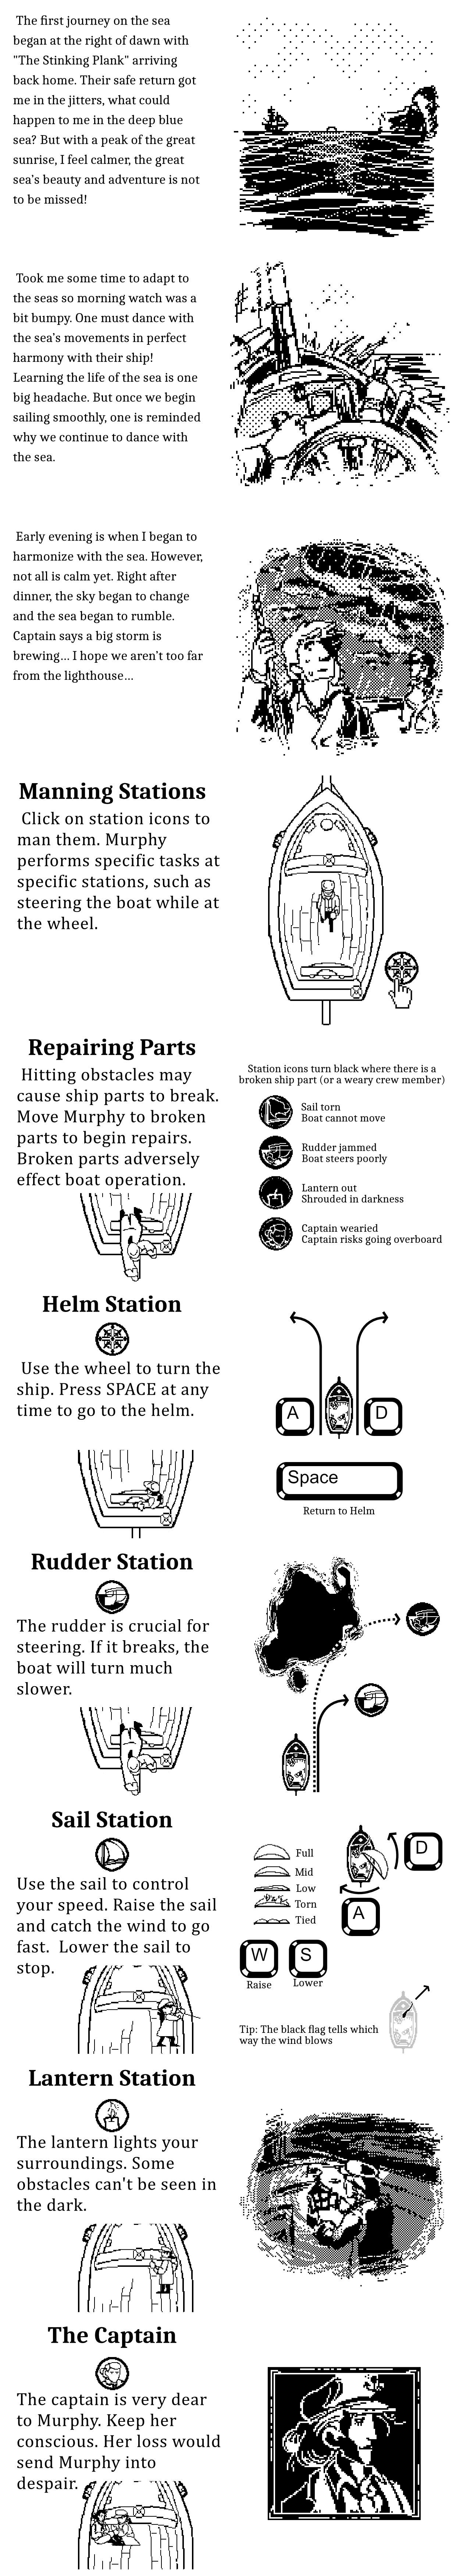 The first journey on the sea
began at the right of dawn with
"The Stinking Plank" arriving
back home. Their safe return got
me in the jitters, what could
happen to me in the deep blue
sea? But with a peak of the great
sunrise, I feel calmer, the great
sea's beauty and adventure is not
to be missed!
Took me some time to adapt to
the seas so morning watch was a
bit bumpy. One must dance with
the sea's movements in perfect
harmony with their ship!
Learning the life of the sea is one
big headache. But once we begin
sailing smoothly, one is reminded
why we continue to dance with
the sea.
Early evening is when I began to
harmonize with the sea. However,
not all is calm yet. Right after
dinner, the sky began to change
and the sea began to rumble.
Captain says a big storm is
brewing... I hope we aren't too far
from the lighthouse...
Manning Stations
Click on station icons to
man them. Murphy
performs specific tasks at
specific stations, such as
steering the boat while at
the wheel.
Repairing Parts
Hitting obstacles may
cause ship parts to break.
Move Murphy to broken
parts to begin repairs.
Broken parts adversely
effect boat operation.
Station icons turn black where there is a
broken ship part (or a weary crew member)
Sail torn
Boat cannot move
Rudder jammed
Boat steers poorly
Lantern out
Shrouded in darkness
Captain wearied
Captain risks going overboard
Helm Station
Use the wheel to turn the
ship. Press SPACE at any
time to go to the helm.
A
D
Space
Return to Helm
Rudder Station
The rudder is crucial for
steering. If it breaks, the
boat will turn much
slower.
Sail Station
Use the sail to control
your speed. Raise the sail
and catch the wind to go
fast. Lower the sail to
stop.
Full
Mid
Low
Torn
Tied
D
A
W
S
Raise
Lower
Tip: The black flag tells which
way the wind blows
Lantern Station
The lantern lights your
surroundings. Some
obstacles can't be seen in
the dark.
The Captain
The captain is very dear
to Murphy. Keep her
conscious. Her loss would
send Murphy into
despair.